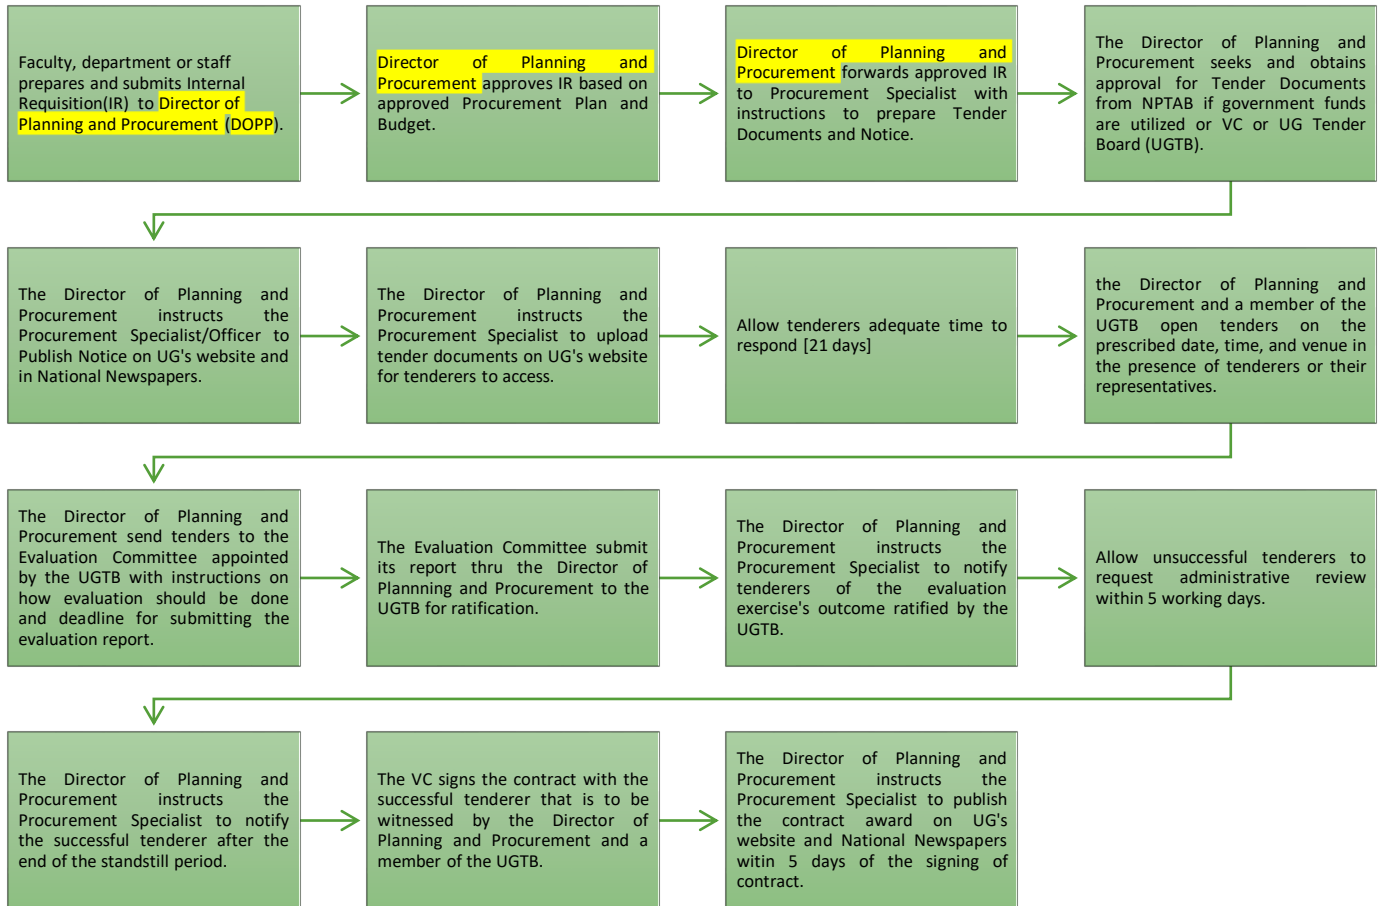 Faculty, department or staff
prepares and submits Internal
Requisition(IR) to Director of
Planning and Procurement (DOPP).
Director of Planning and
Procurement approves IR based on
approved Procurement Plan and
Budget.
Director of Planning and
Procurement forwards approved IR
to Procurement Specialist with
instructions to prepare Tender
Documents and Notice.
The Director of Planning and
Procurement seeks and obtains
approval for Tender Documents
from NPTAB if government funds
are utilized or VC or UG Tender
Board (UGTB).
The Director of Planning and
Procurement instructs the
Procurement Specialist/Officer to
Publish Notice on UG's website and
in National Newspapers.
The Director of Planning and
Procurement instructs the
Procurement Specialist to upload
tender documents on UG's website
for tenderers to access.
Allow tenderers adequate time to
respond [21 days]
the Director of Planning and
Procurement and a member of the
UGTB open tenders on the
prescribed date, time, and venue in
the presence of tenderers or their
representatives.
The Director of Planning and
Procurement send tenders to the
Evaluation Committee appointed
by the UGTB with instructions on
how evaluation should be done
and deadline for submitting the
evaluation report.
The Evaluation Committee submit
its report thru the Director of
Plannning and Procurement to the
UGTB for ratification.
The Director of Planning and
Procurement instructs the
Procurement Specialist to notify
tenderers of the evaluation
exercise's outcome ratified by the
UGTB.
Allow unsuccessful tenderers to
request administrative review
within 5 working days.
The Director of Planning and
Procurement instructs the
Procurement Specialist to notify
the successful tenderer after the
end of the standstill period.
The VC signs the contract with the
successful tenderer that is to be
witnessed by the Director of
Planning and Procurement and a
member of the UGTB.
The Director of Planning and
Procurement instructs the
Procurement Specialist to publish
the contract award on UG's
website and National Newspapers
witin 5 days of the signing of
contract.